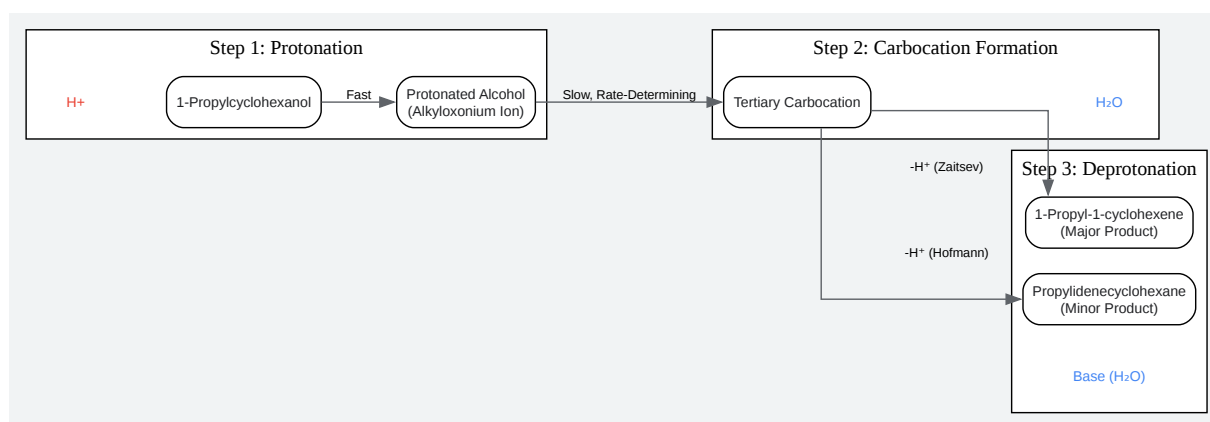 Step 1: Protonation
H+
1-Propylcyclohexanol
Fast
Protonated Alcohol
(Alkyloxonium Ion)
Slow, Rate-Determining
Step 2: Carbocation Formation
Tertiary Carbocation
H₂O
-H⁺ (Zaitsev)
-H⁺ (Hofmann)
Step 3: Deprotonation
1-Propyl-1-cyclohexene
(Major Product)
Propylidenecyclohexane
(Minor Product)
Base (H₂O)